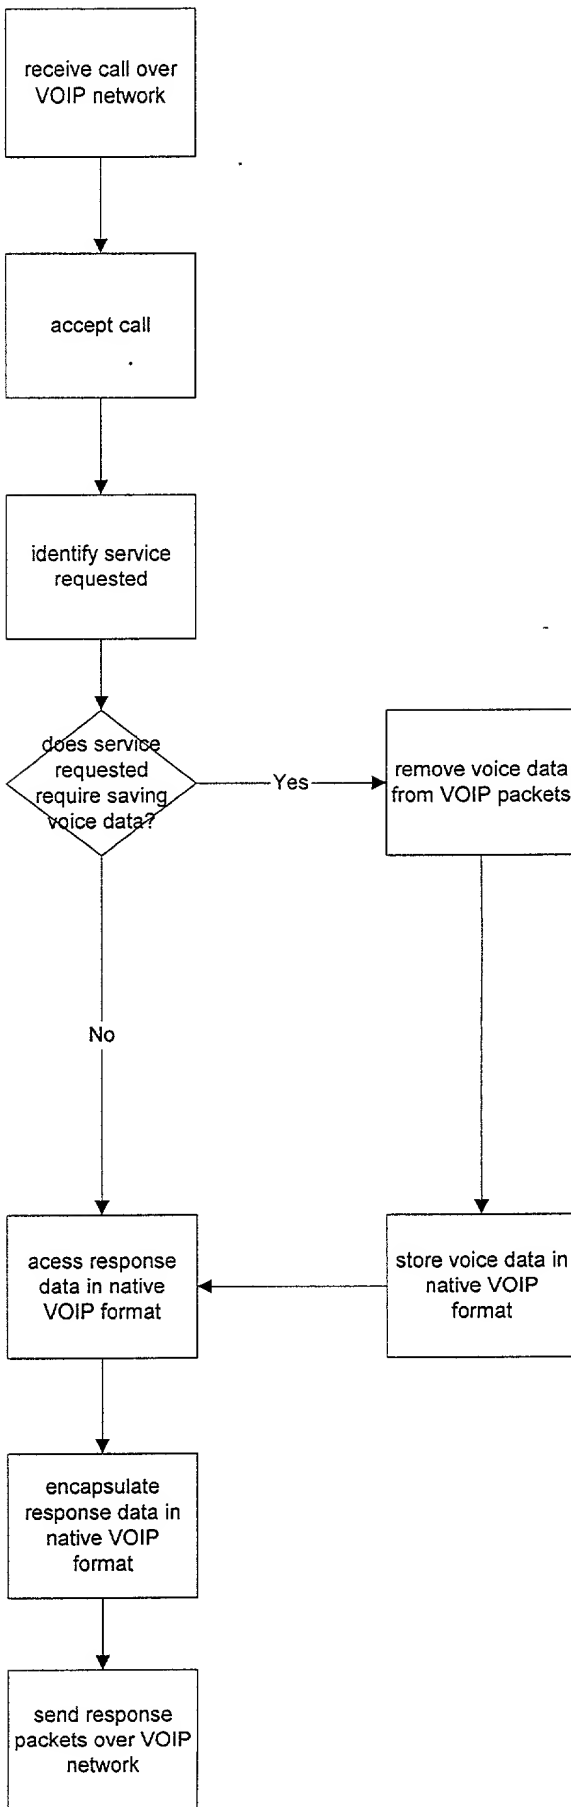 receive call over
VOIP network
accept call
identify service
requested
does service
requested
require saving
voice data?
Yes
remove voice data
from VOIP packets
No
acess response
data in native
VOIP format
store voice data in
native VOIP
format
encapsulate
response data in
native VOIP
format
send response
packets over VOIP
network